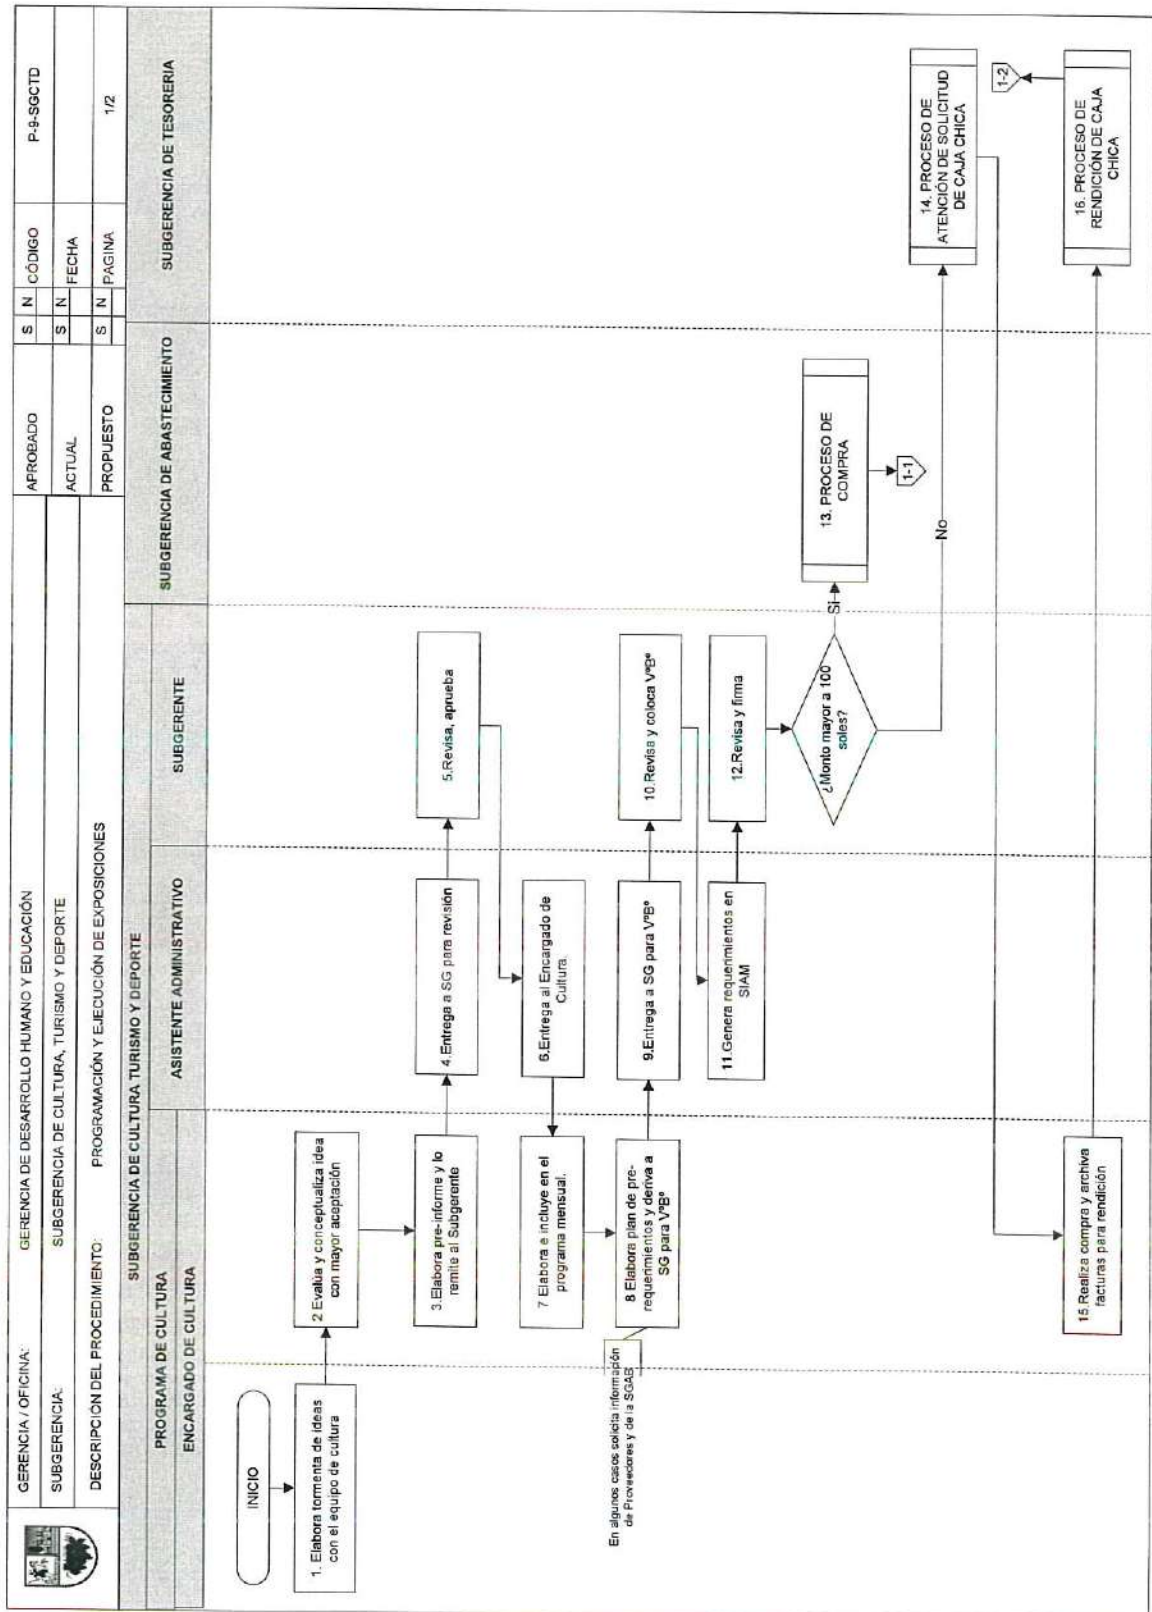 GERENCIA / OFICINA: GERENCIA DE DESARROLLO HUMANO Y EDUCACIÓN
APROBADO
S N
CÓDIGO
P-9-SGCTD
SUBGERENCIA: SUBGERENCIA DE CULTURA, TURISMO Y DEPORTE
ACTUAL
S N
FECHA
DESCRIPCIÓN DEL PROCEDIMIENTO: PROGRAMACIÓN Y EJECUCIÓN DE EXPOSICIONES
PROPUESTO
S N
PAGINA
1/2
SUBGERENCIA DE CULTURA TURISMO Y DEPORTE
SUBGERENCIA DE ABASTECIMIENTO
SUBGERENCIA DE TESORERIA
PROGRAMA DE CULTURA
ENCARGADO DE CULTURA
ASISTENTE ADMINISTRATIVO
SUBGERENTE
INICIO
1. Elabora tormenta de ideas
con el equipo de cultura
2 Evalúa y conceptualiza idea
con mayor aceptación
3.Elabora pre-informe y lo
remite al Subgerente
4.Entrega a SG para revisión
5.Revisa, aprueba
6.Entrega al Encargado de
Cultura.
7 Elabora e incluye en el
programa mensual.
En algunos casos solicita información
de Proveedores y de la SGAB
8 Elabora plan de pre-
requerimientos y deriva a
SG para VºBº
9.Entrega a SG para VºBº
10.Revisa y coloca VºBº
11.Genera requerimientos en
SIAM
12.Revisa y firma
¿Monto mayor a 100
soles?
Si
13. PROCESO DE
COMPRA
1-1
No
14. PROCESO DE
ATENCIÓN DE SOLICITUD
DE CAJA CHICA
15.Realiza compra y archiva
facturas para rendición
16. PROCESO DE
RENDICIÓN DE CAJA
CHICA
1-2